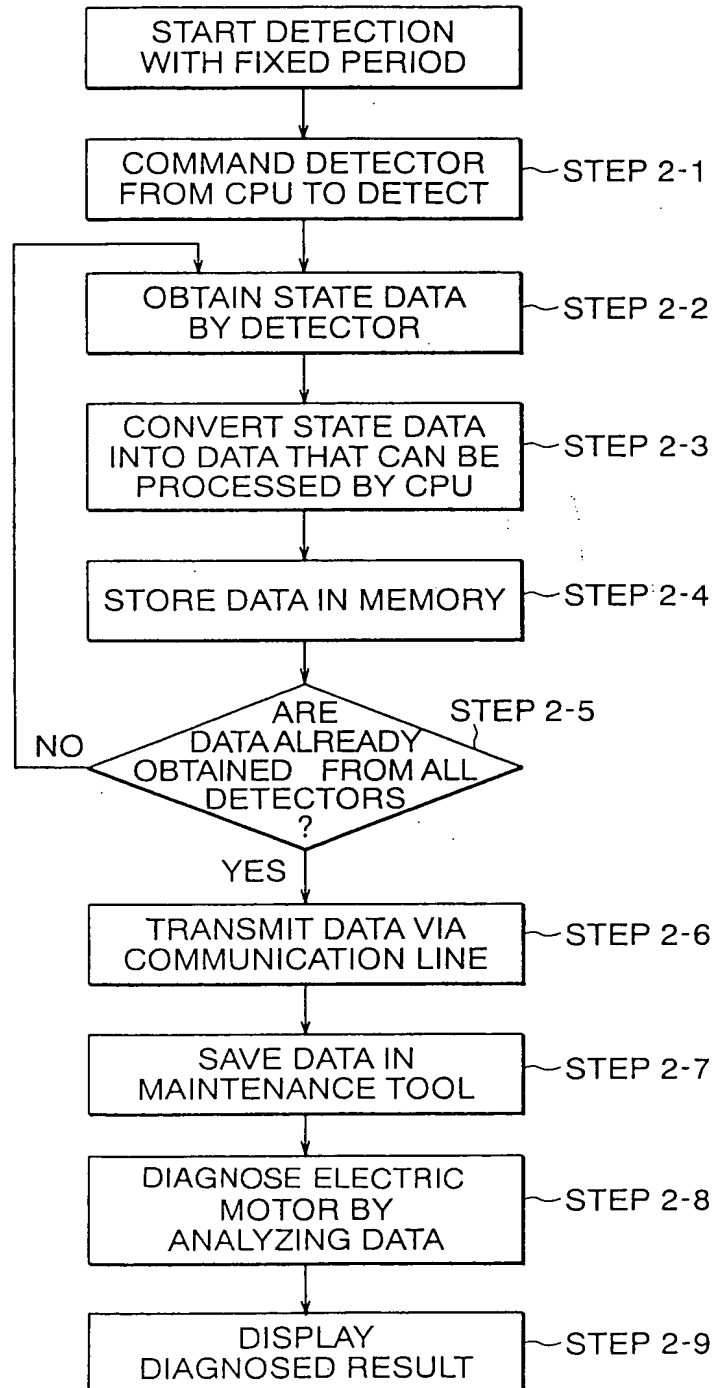 START DETECTION
WITH FIXED PERIOD
COMMAND DETECTOR
FROM CPU TO DETECT
STEP 2-1
OBTAIN STATE DATA
BY DETECTOR
STEP 2-2
CONVERT STATE DATA
INTO DATA THAT CAN BE
PROCESSED BY CPU
STEP 2-3
STORE DATA IN MEMORY
STEP 2-4
ARE
DATA ALREADY
OBTAINED FROM ALL
DETECTORS
?
STEP 2-5
NO
YES
TRANSMIT DATA VIA
COMMUNICATION LINE
STEP 2-6
SAVE DATA IN
MAINTENANCE TOOL
STEP 2-7
DIAGNOSE ELECTRIC
MOTOR BY
ANALYZING DATA
STEP 2-8
DISPLAY
DIAGNOSED RESULT
STEP 2-9